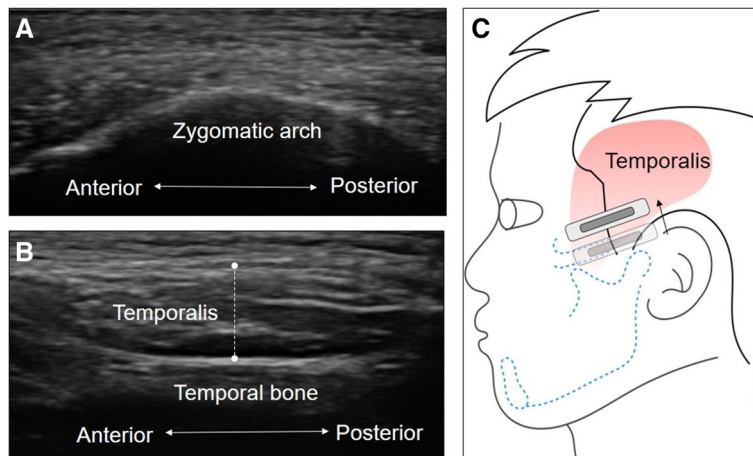 A
Zygomatic arch
Anterior
Posterior
B
Temporalis
Temporal bone
Anterior
Posterior
C
Temporalis